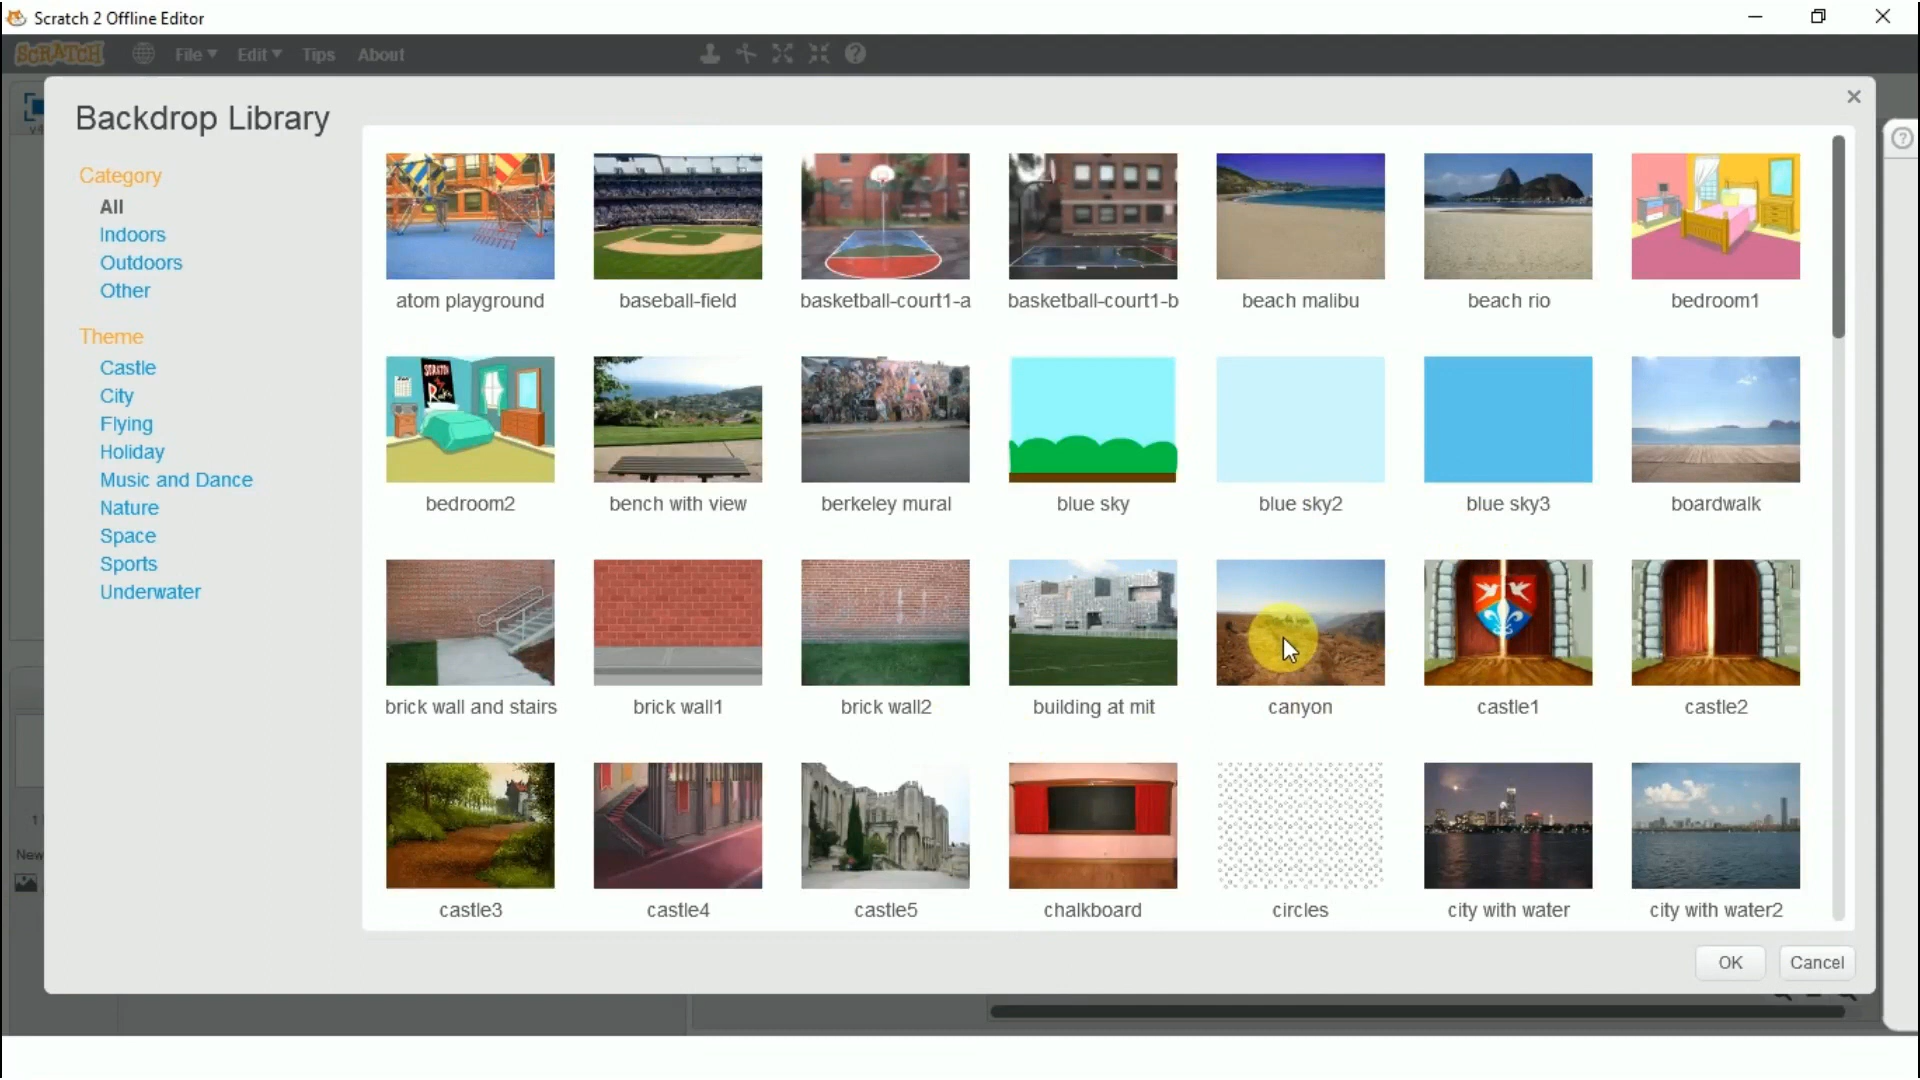 Scratch 2 Offline Editor
SCRATCH File Edit Tips About
Backdrop Library
Category
All
Indoors
Outdoors
Other
Theme
Castle
City
Flying
Holiday
Music and Dance
Nature
Space
Sports
Underwater
atom playground baseball-field basketball-court1-a basketball-court1-b beach malibu beach rio bedroom1
bedroom2 bench with view berkeley mural blue sky blue sky2 blue sky3 boardwalk
brick wall and stairs brick wall1 brick wall2 building at mit canyon castle1 castle2
castle3 castle4 castle5 chalkboard circles city with water city with water2
OK Cancel
v4
1
New